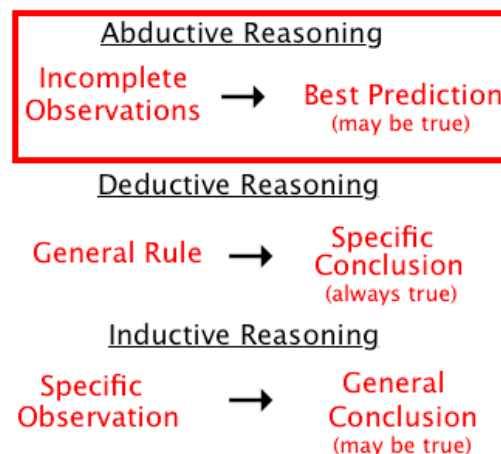 Abductive Reasoning
Incomplete
Observations → Best Prediction
(may be true)
Deductive Reasoning
General Rule → Specific
Conclusion
(always true)
Inductive Reasoning
Specific
Observation → General
Conclusion
(may be true)